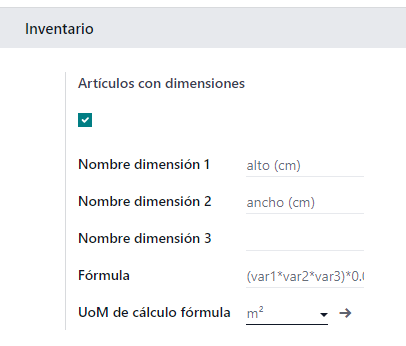 Inventario
Artículos con dimensiones
Nombre dimensión 1 alto (cm)
Nombre dimensión 2 ancho (cm)
Nombre dimensión 3
Fórmula (var1*var2*var3)*0.
UoM de cálculo fórmula m²